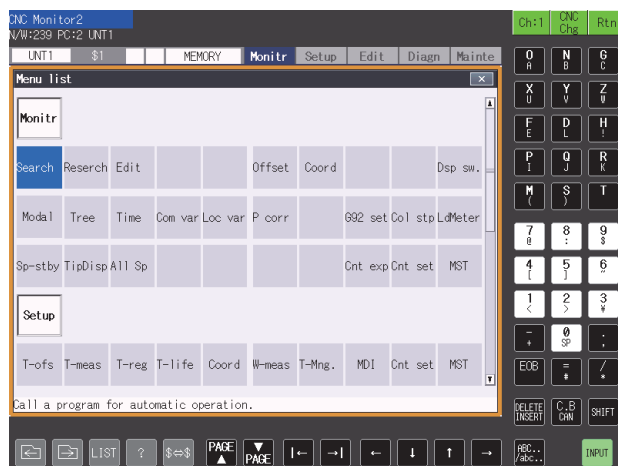 CNC Monitor2
N/W:239 PC:2 UNT1
Ch:1 CNC Chg Rtn
UNT1 $1 MEMORY Monitr Setup Edit Diagn Mainte
Menu list ×
Monitr
Search Reserch Edit Offset Coord Dsp sw.
Modal Tree Time Com var Loc var P corr G92 set Col stp LdMeter
Sp-stby TipDisp All Sp Cnt exp Cnt set MST
Setup
T-ofs T-meas T-reg T-life Coord W-meas T-Mng. MDI Cnt set MST
Call a program for automatic operation.
O A N B G C
X U Y V Z W
F E D L H !
P I Q J R K
M ( S ) T
7 @ 8 : 9 $
4 [ 5 ] 6 "
1 < 2 > 3 ¥
- + 0 SP . ,
EOB = # / *
DELETE INSERT C.B CAN SHIFT
LIST ? $⇔$ PAGE ▲ ▼ PAGE |← →| ← ↓ ↑ → ABC.. /abc.. INPUT